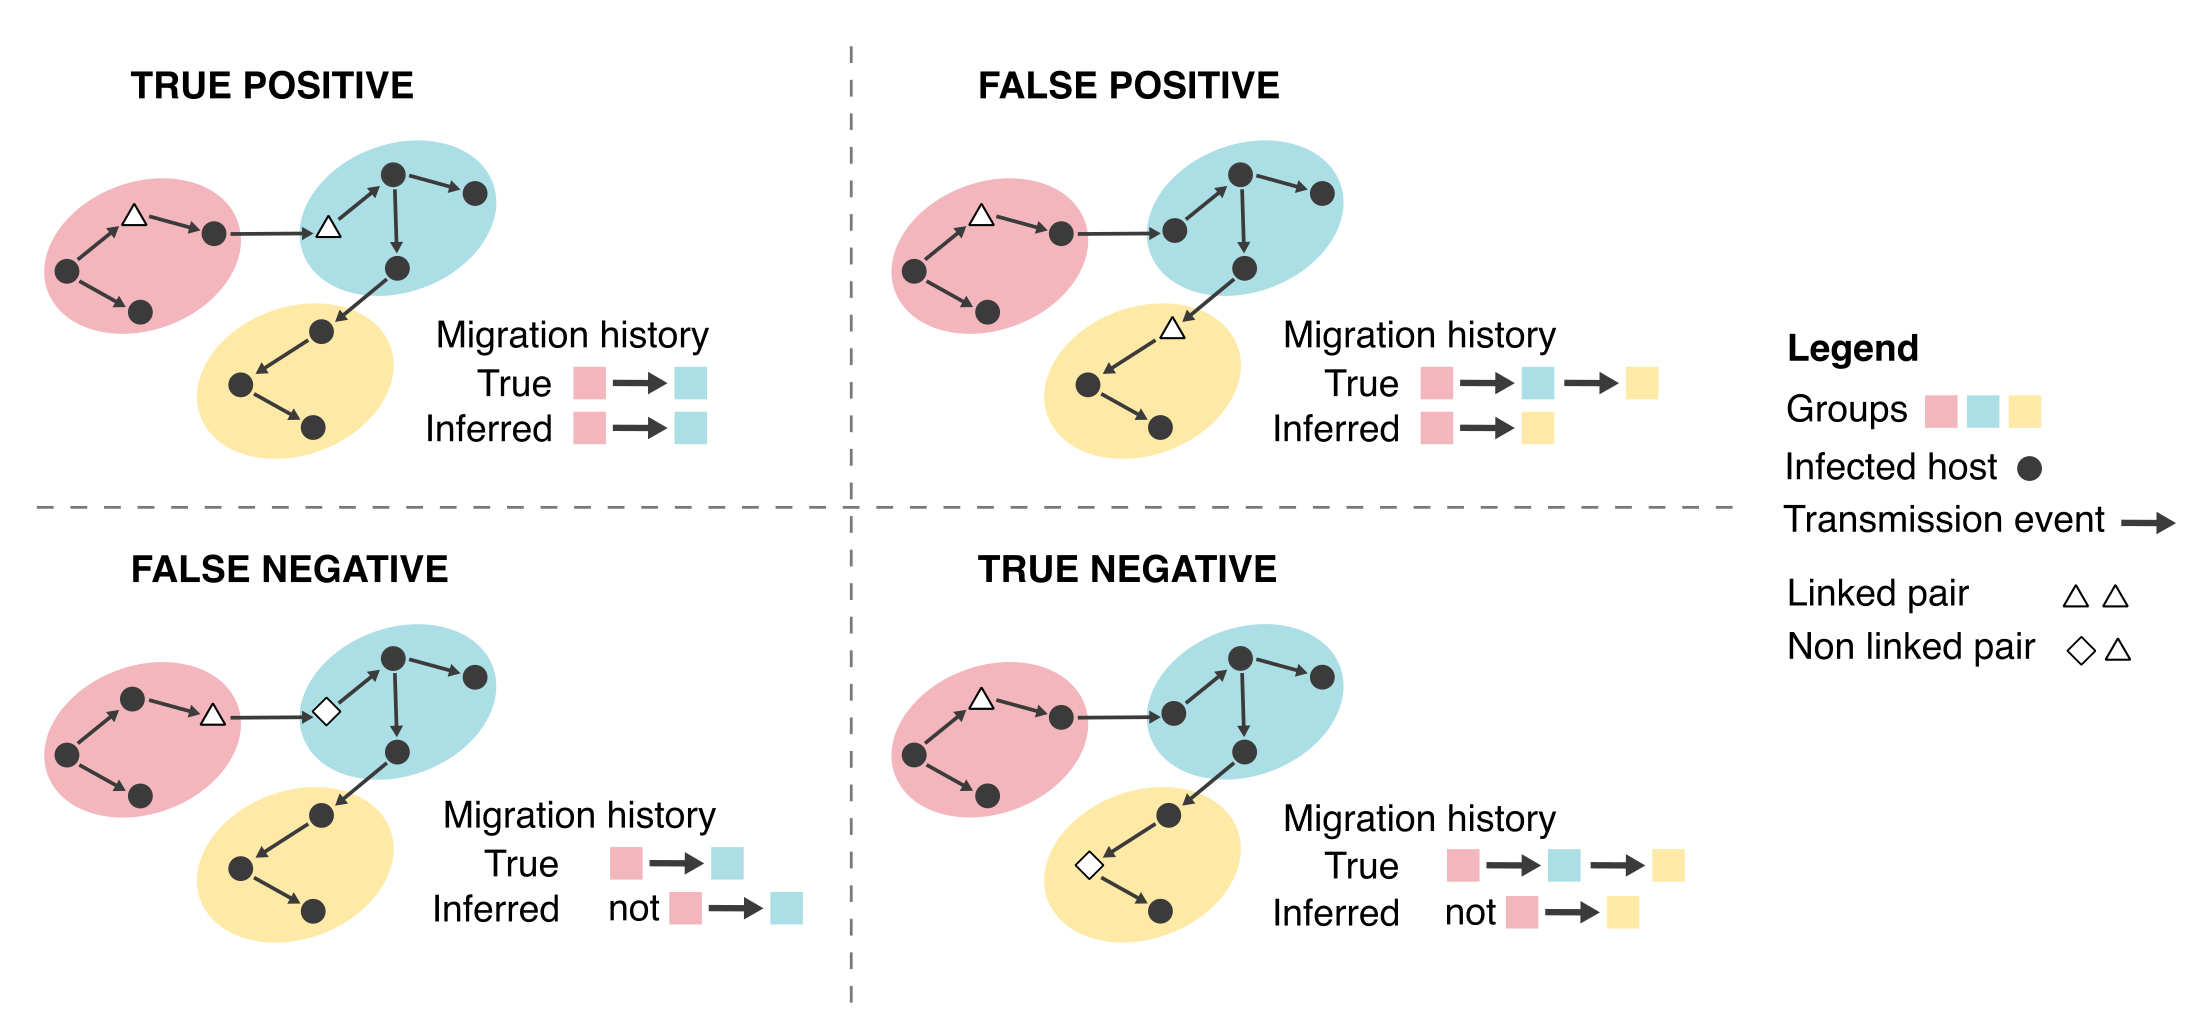 TRUE POSITIVE
Migration history
True
Inferred
FALSE POSITIVE
Migration history
True
Inferred
FALSE NEGATIVE
Migration history
True
Inferred not
TRUE NEGATIVE
Migration history
True
Inferred not
Legend
Groups
Infected host
Transmission event
Linked pair
Non linked pair